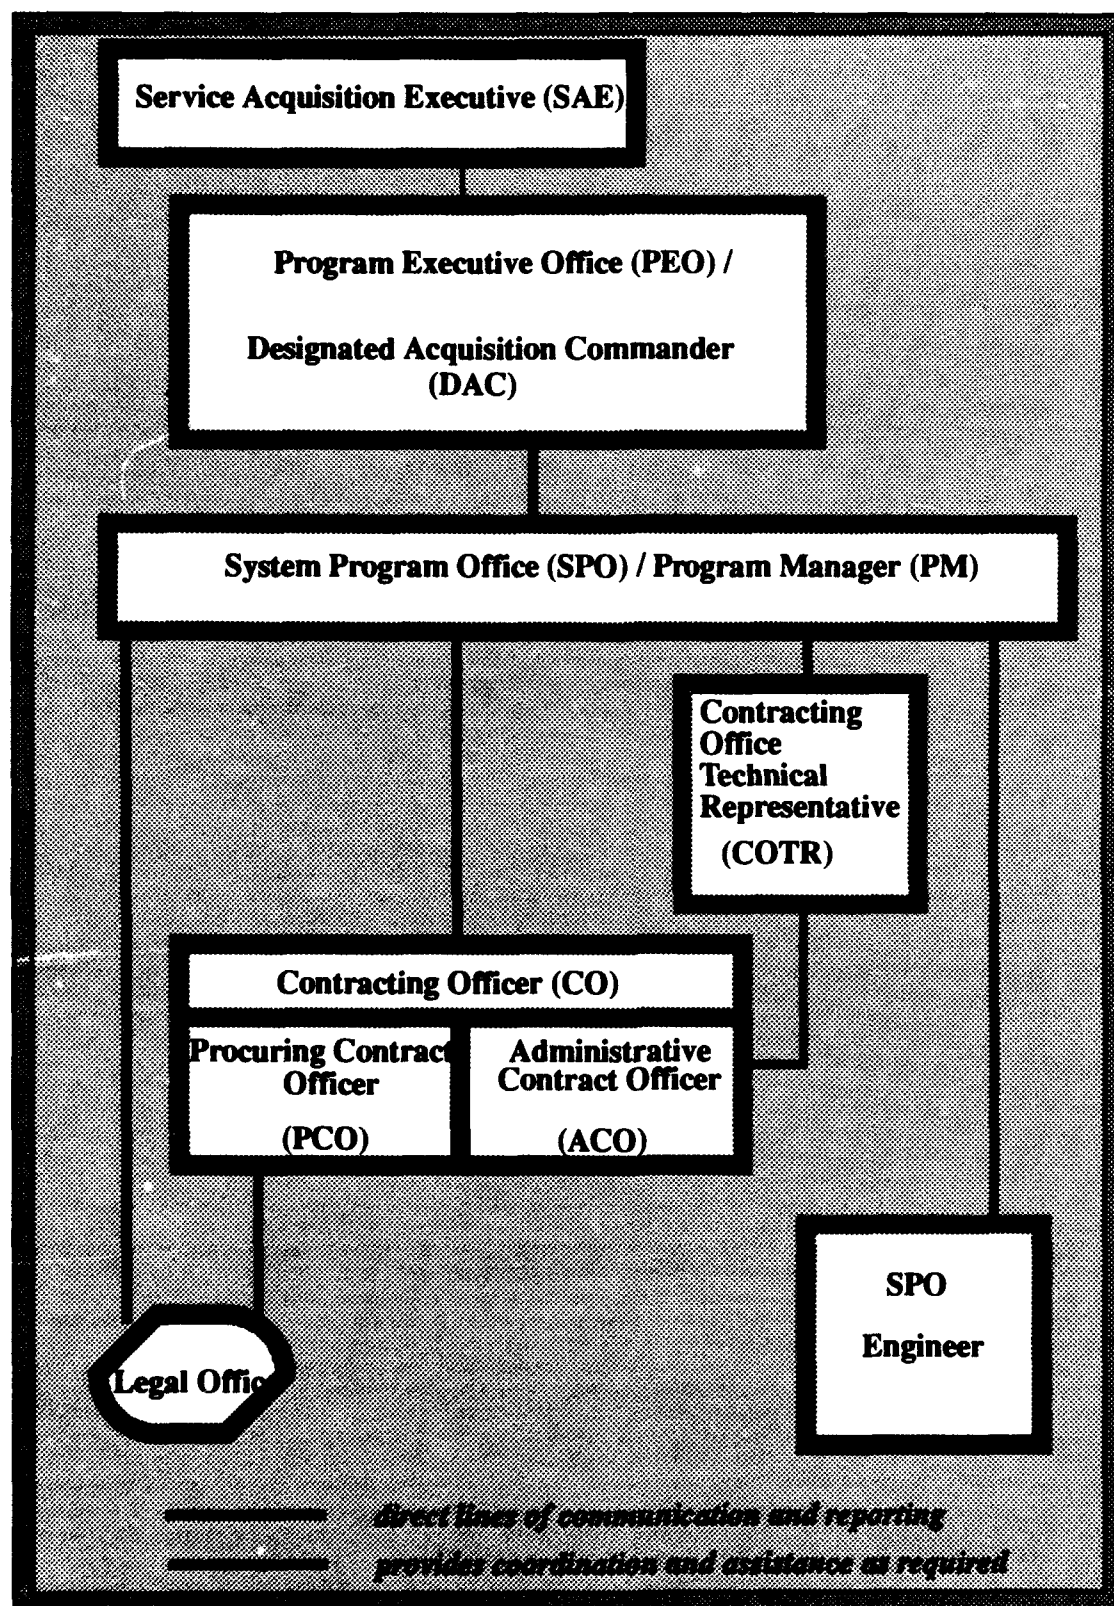 Service Acquisition Executive (SAE)
Program Executive Office (PEO) /
Designated Acquisition Commander
(DAC)
System Program Office (SPO) / Program Manager (PM)
Contracting
Office
Technical
Representative
(COTR)
Contracting Officer (CO)
Procuring Contract
Officer
(PCO)
Administrative
Contract Officer
(ACO)
SPO
Engineer
Legal Offic
direct lines of communication and reporting
provides coordination and assistance as required